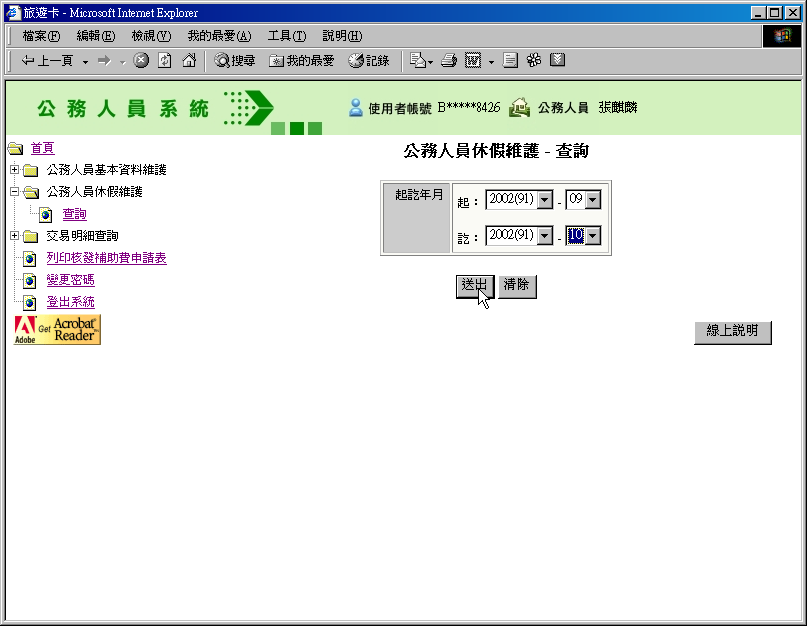 旅遊卡 - Microsoft Internet Explorer
檔案(F) 編輯(E) 檢視(V) 我的最愛(A) 工具(T) 說明(H)
上一頁 搜尋 我的最愛 記錄
公務人員系統 使用者帳號 B*****8426 公務人員 張麒麟
首頁
公務人員基本資料維護
公務人員休假維護
查詢
交易明細查詢
列印核發補助費申請表
變更密碼
登出系統
Adobe Get Acrobat Reader
公務人員休假維護 - 查詢
起訖年月
起： 2002(91) - 09
訖： 2002(91) - 10
送出 清除
線上說明